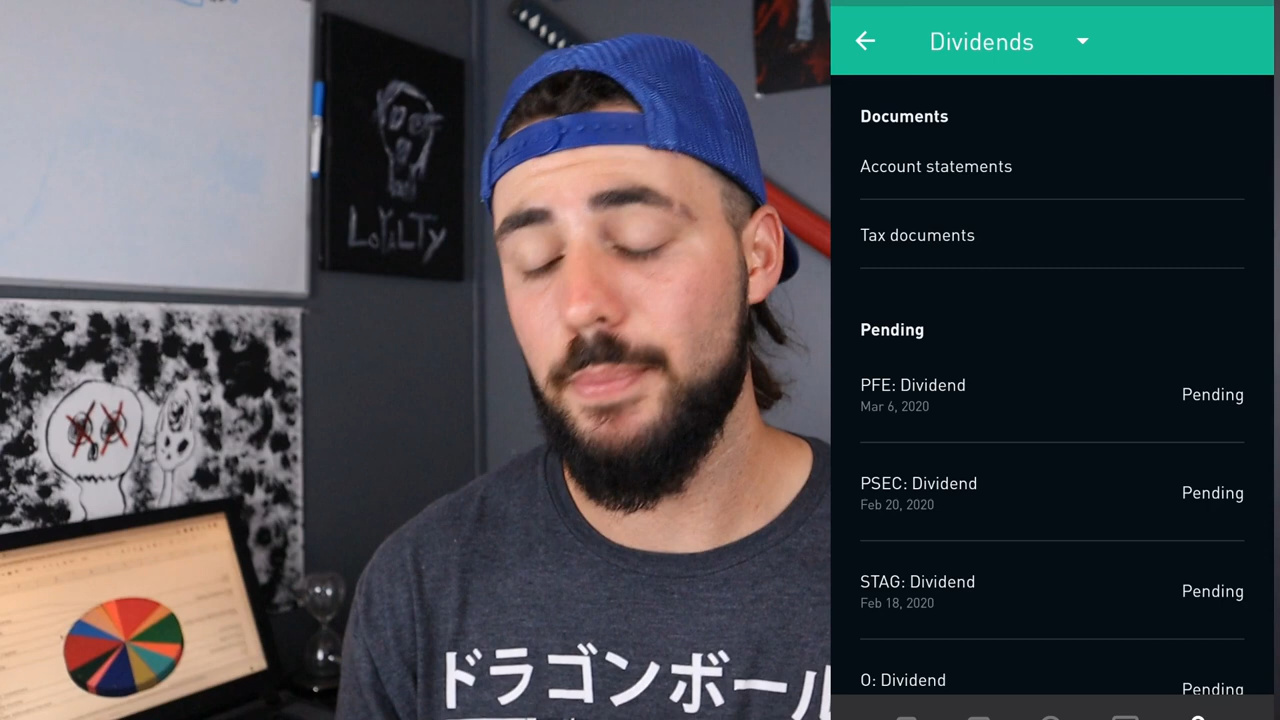 LOYALTY
ドラゴンボール
Dividends
Documents
Account statements
Tax documents
Pending
PFE: Dividend
Mar 6, 2020
Pending
PSEC: Dividend
Feb 20, 2020
Pending
STAG: Dividend
Feb 18, 2020
Pending
O: Dividend
Pending